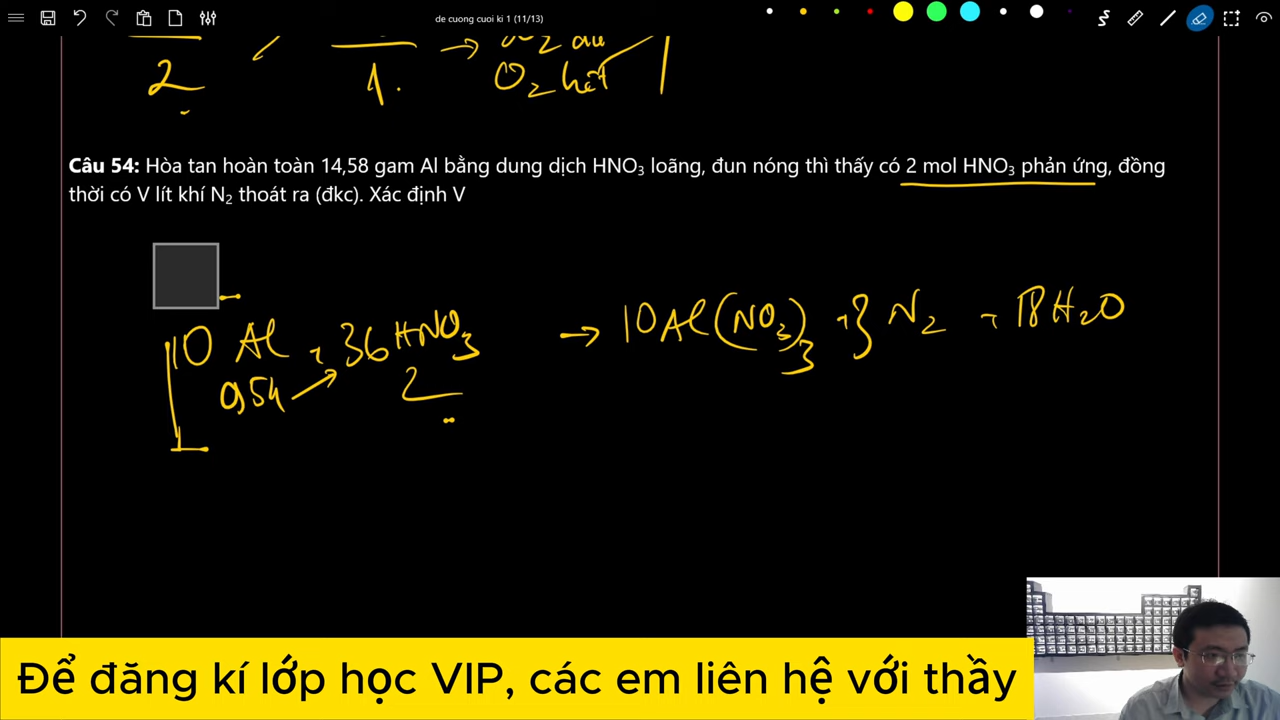 de cuong cuoi ki 1 (11/13)
O₂ dư
2 < 1 → O₂ hết
Câu 54: Hòa tan hoàn toàn 14,58 gam Al bằng dung dịch HNO₃ loãng, đun nóng thì thấy có 2 mol HNO₃ phản ứng, đồng
thời có V lít khí N₂ thoát ra (đkc). Xác định V
10 Al + 36 HNO₃ → 10 Al(NO₃)₃ + 3 N₂ + 18 H₂O
0,54 → 2
Để đăng kí lớp học VIP, các em liên hệ với thầy